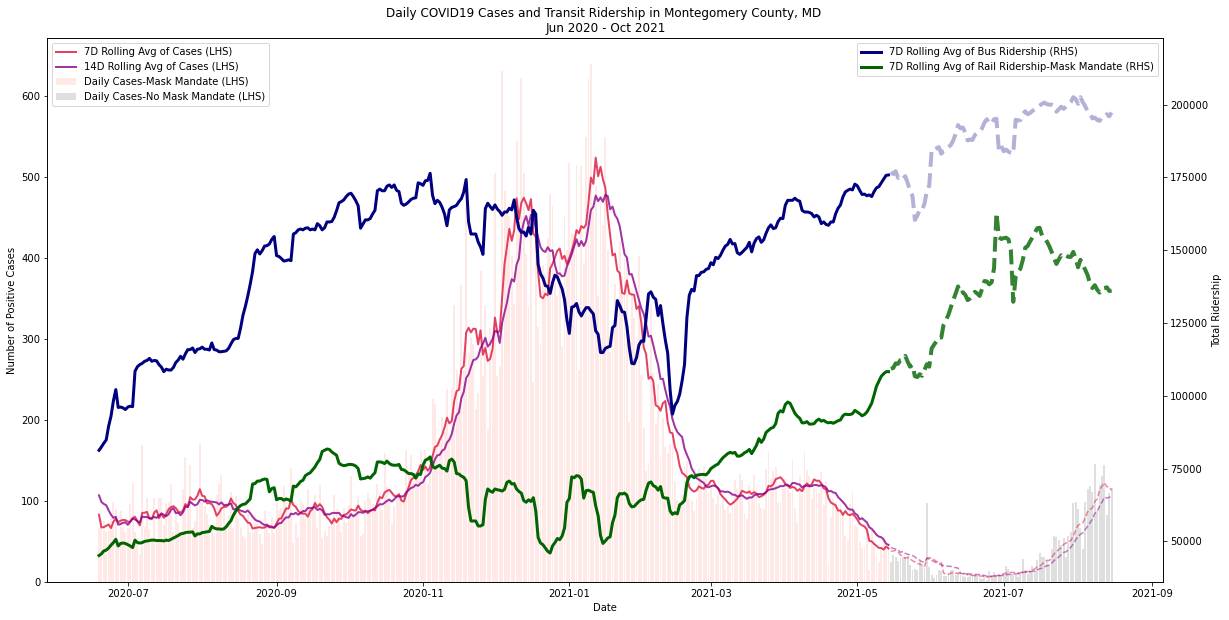 Daily COVID19 Cases and Transit Ridership in Montegomery County, MD
Jun 2020 - Oct 2021
7D Rolling Avg of Cases (LHS)
14D Rolling Avg of Cases (LHS)
Daily Cases-Mask Mandate (LHS)
Daily Cases-No Mask Mandate (LHS)
7D Rolling Avg of Bus Ridership (RHS)
7D Rolling Avg of Rail Ridership-Mask Mandate (RHS)
Number of Positive Cases
600
500
400
300
200
100
0
200000
175000
150000
125000
100000
75000
50000
Total Ridership
2020-07
2020-09
2020-11
2021-01
2021-03
2021-05
2021-07
2021-09
Date